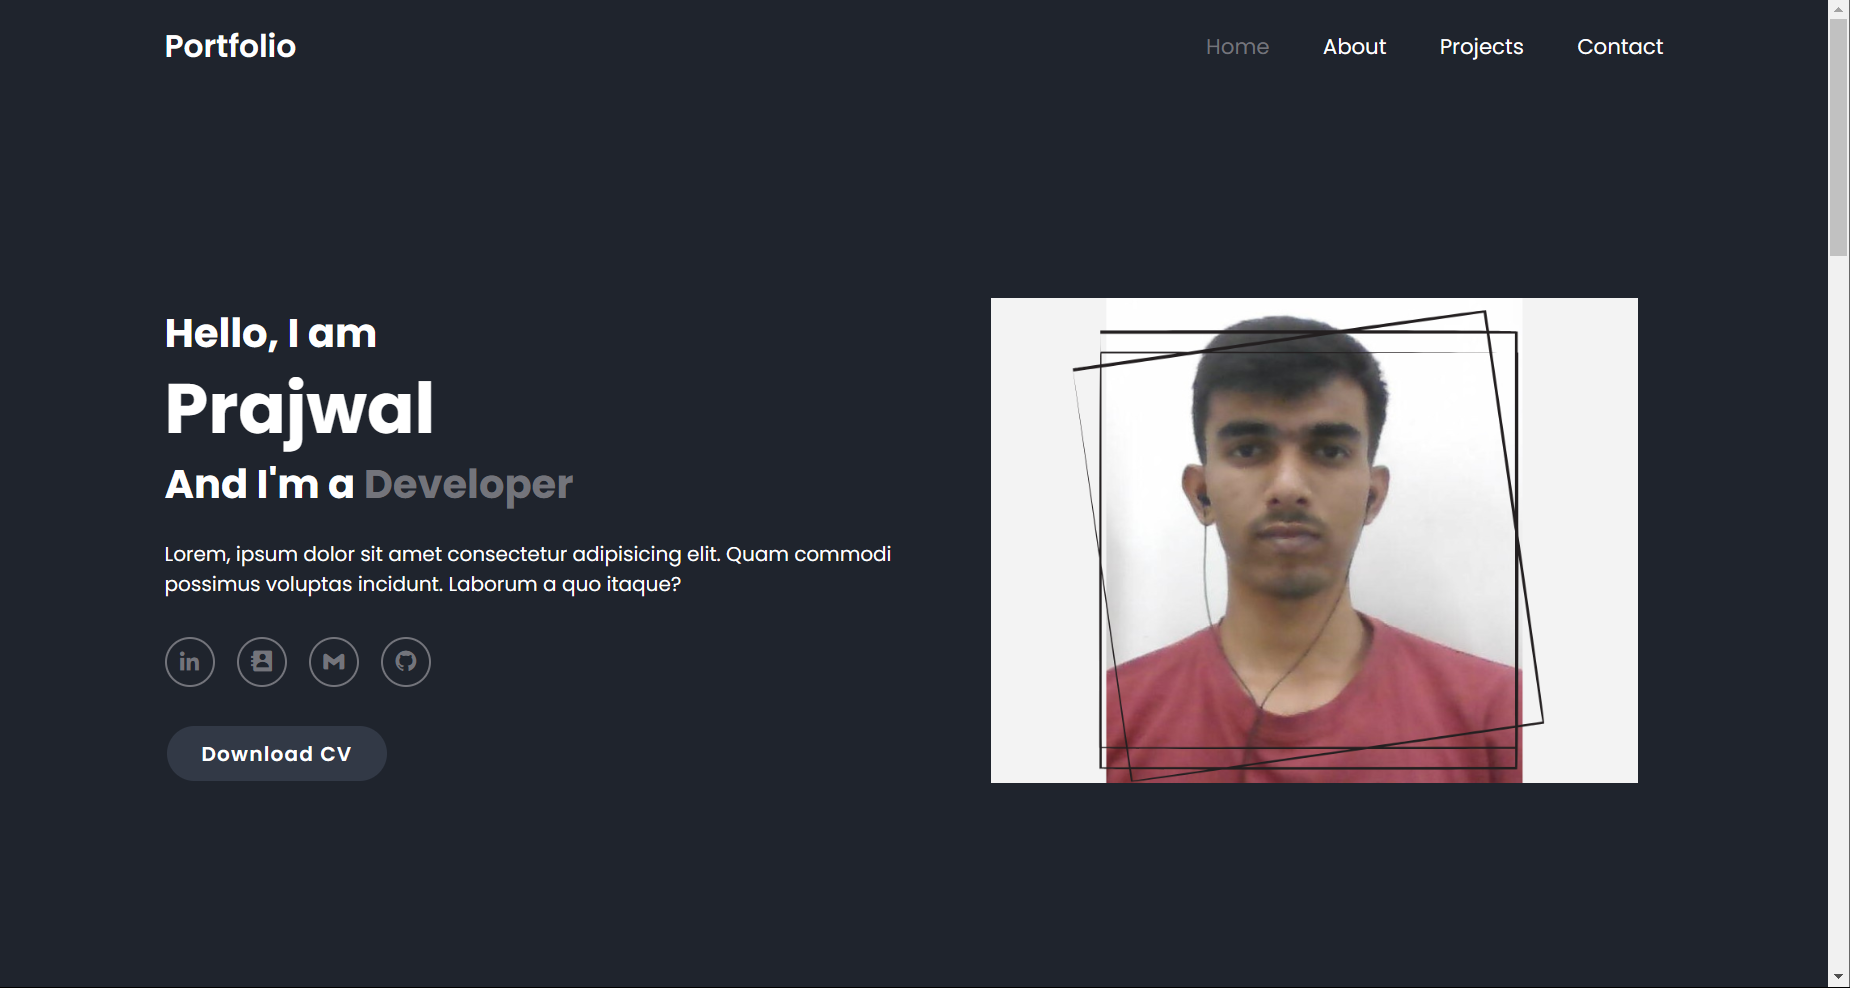 Portfolio
Home About Projects Contact
Hello, I am
Prajwal
And I'm a Developer
Lorem, ipsum dolor sit amet consectetur adipisicing elit. Quam commodi
possimus voluptas incidunt. Laborum a quo itaque?
in
Download CV